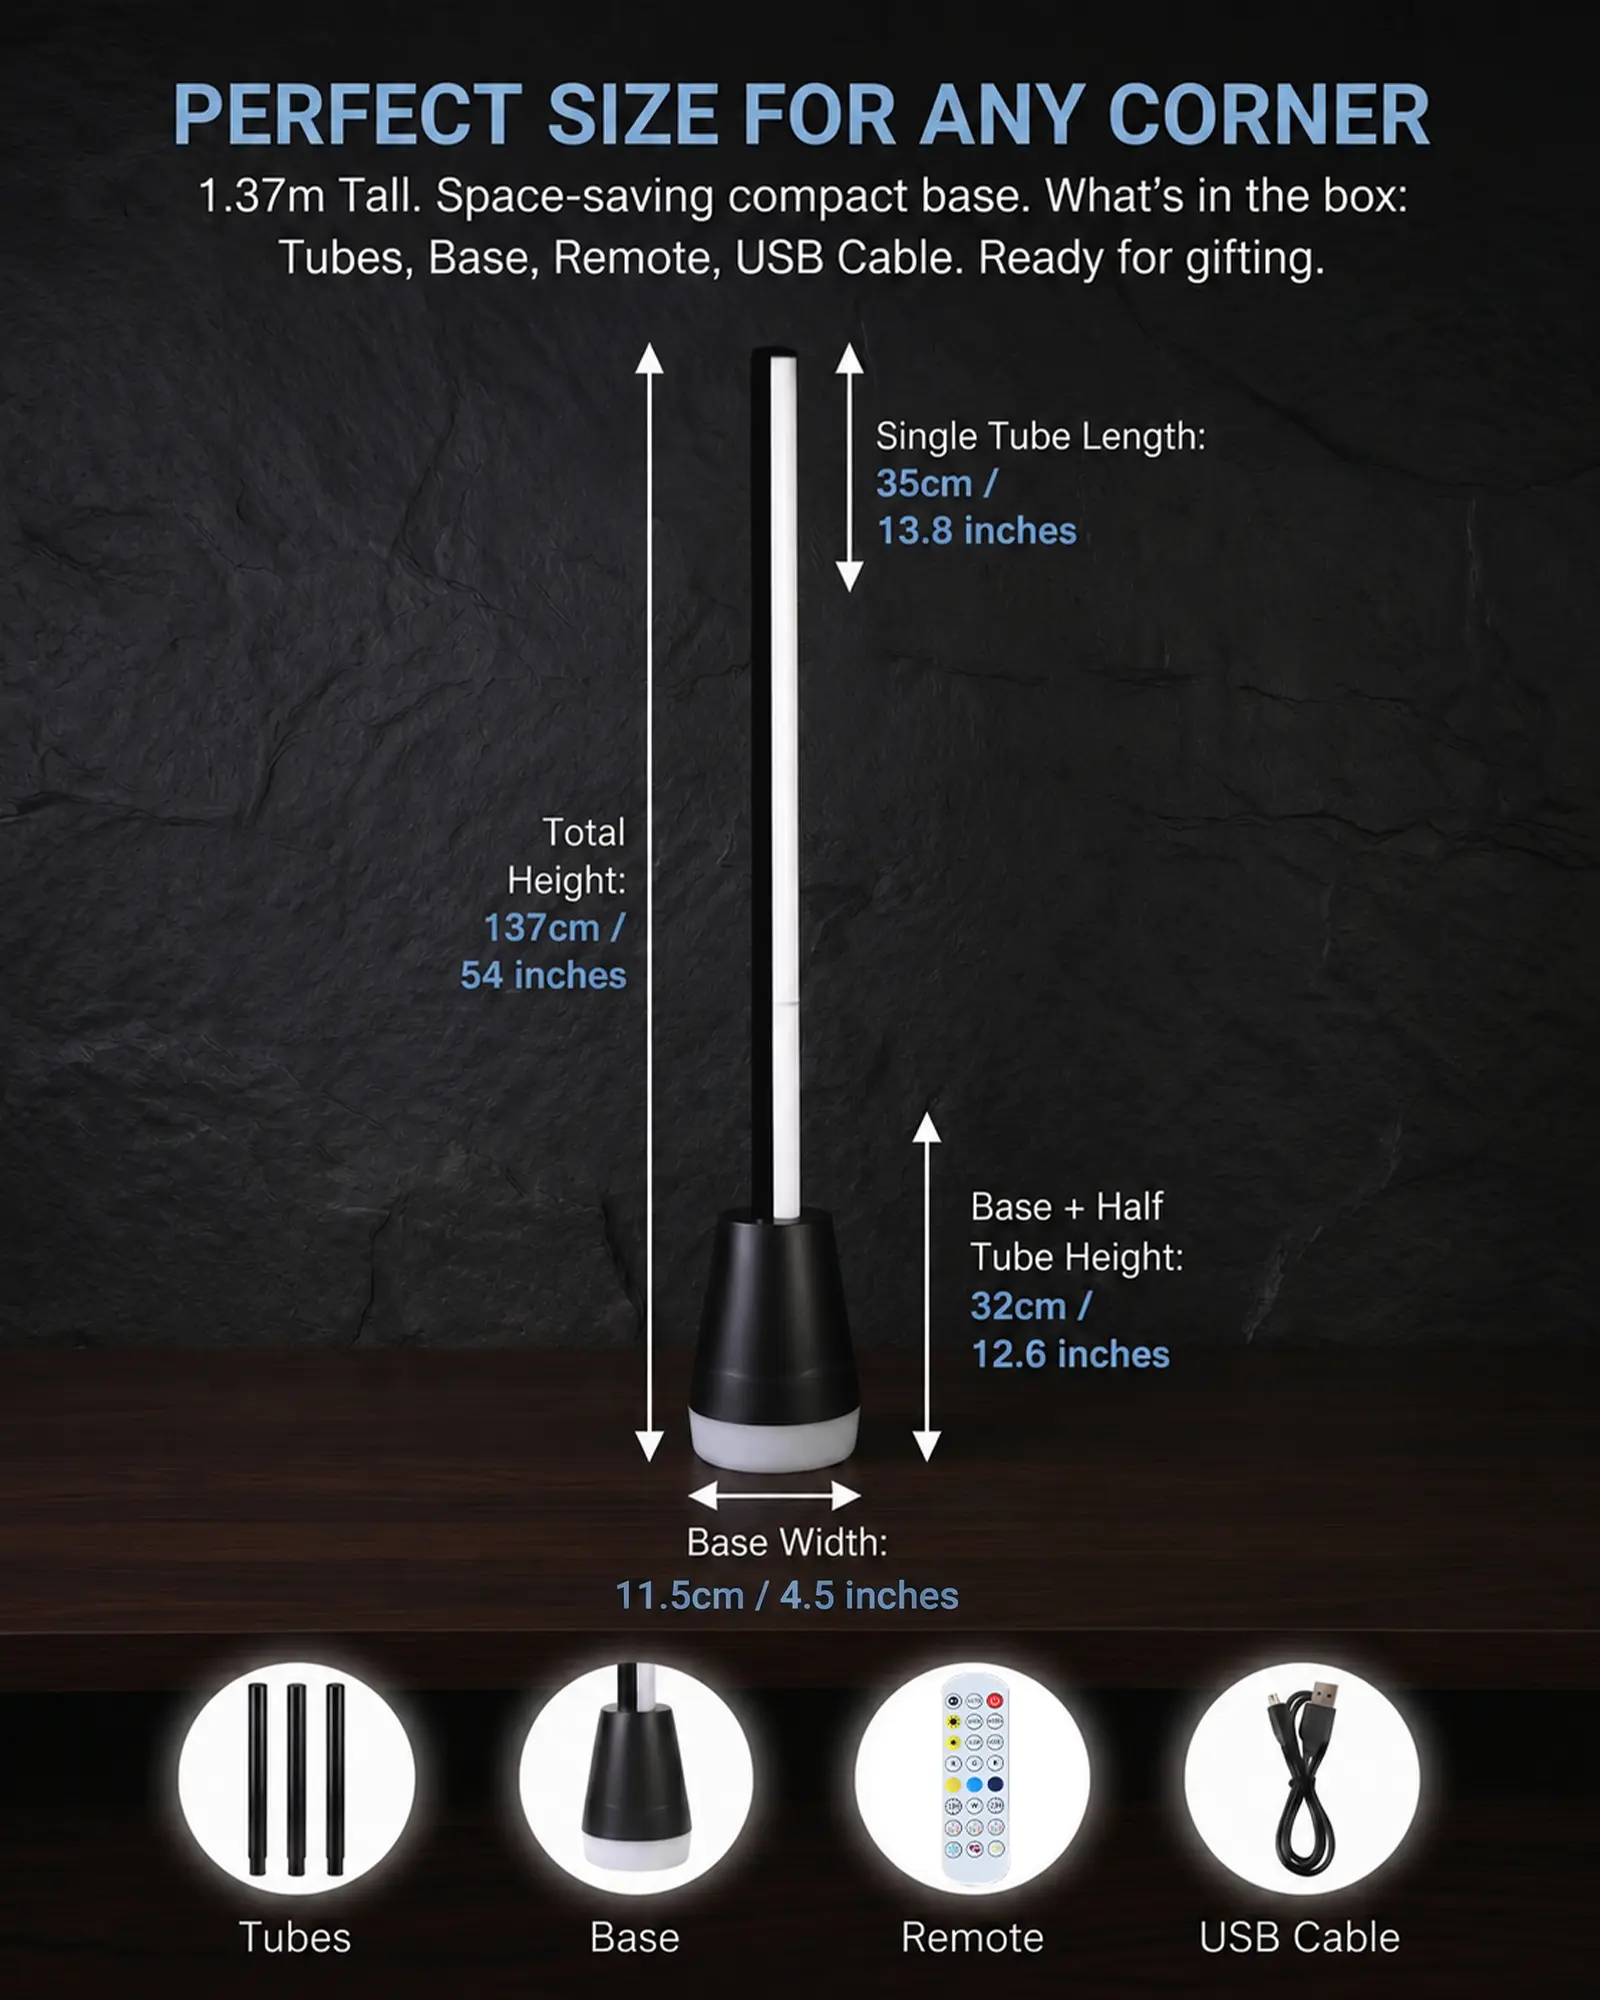 PERFECT SIZE FOR ANY CORNER
1.37m Tall. Space-saving compact base. What's in the box:
Tubes, Base, Remote, USB Cable. Ready for gifting.
Single Tube Length:
35cm /
13.8 inches
Total
Height:
137cm /
54 inches
Base + Half
Tube Height:
32cm /
12.6 inches
Base Width:
11.5cm / 4.5 inches
R G B
W
Tubes
Base
Remote
USB Cable